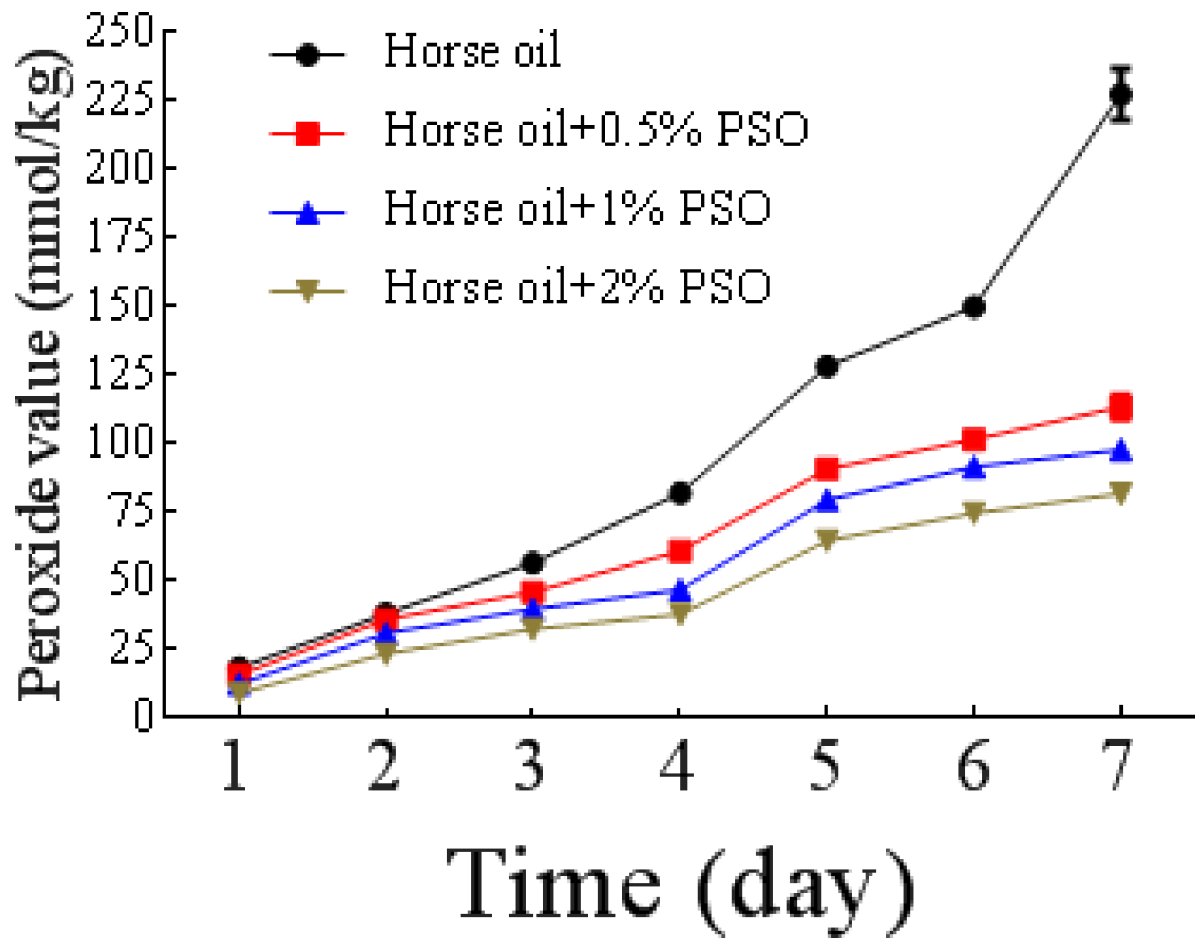 Peroxide value (mmol/kg)
250
225
200
175
150
125
100
75
50
25
0
Horse oil
Horse oil+0.5% PSO
Horse oil+1% PSO
Horse oil+2% PSO
1 2 3 4 5 6 7
Time (day)